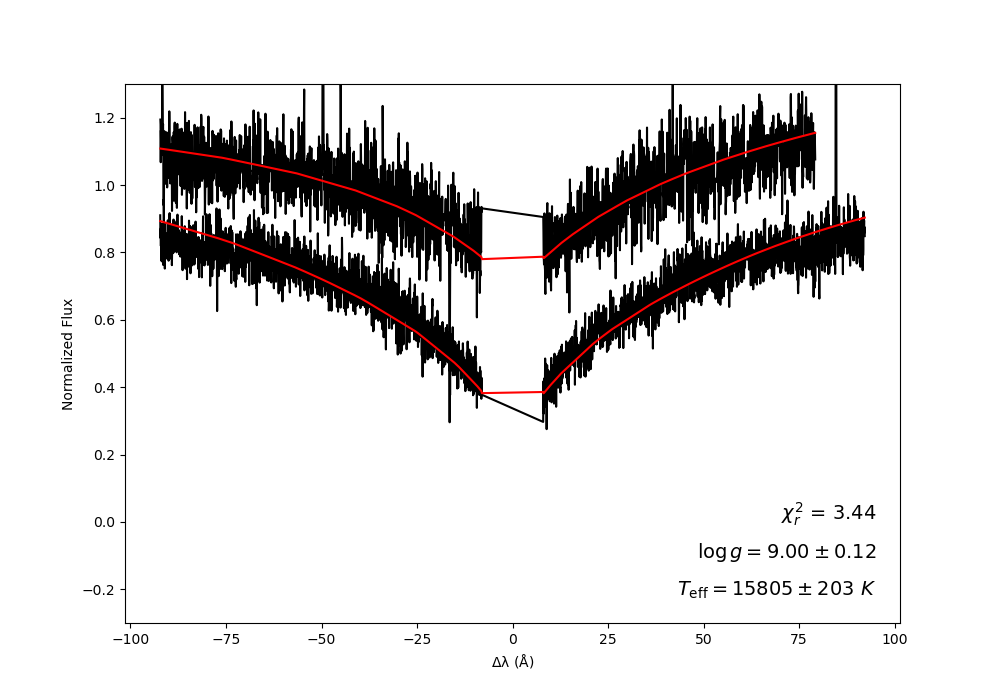 1.2
1.0
0.8
0.6
0.4
0.2
0.0
−0.2
Normalized Flux
χ²ᵣ = 3.44
log g = 9.00 ± 0.12
T_eff = 15805 ± 203 K
−100 −75 −50 −25 0 25 50 75 100
Δλ (Å)